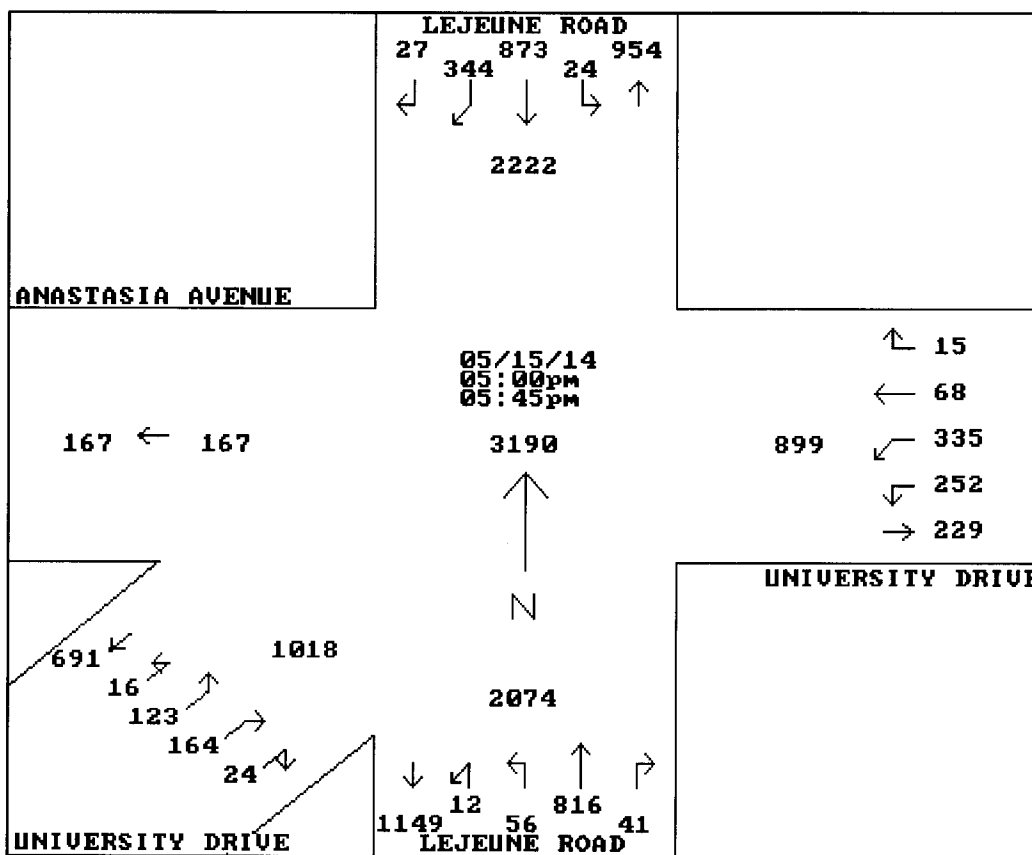 LEJEUNE ROAD
27 873 954
344 24
2222
ANASTASIA AVENUE
05/15/14
05:00pm
05:45pm
15
68
167 167 3190 899 335
252
229
N
UNIVERSITY DRIVE
691 1018
16
123 2074
164
24
12 816
1149 56 41
UNIVERSITY DRIVE LEJEUNE ROAD